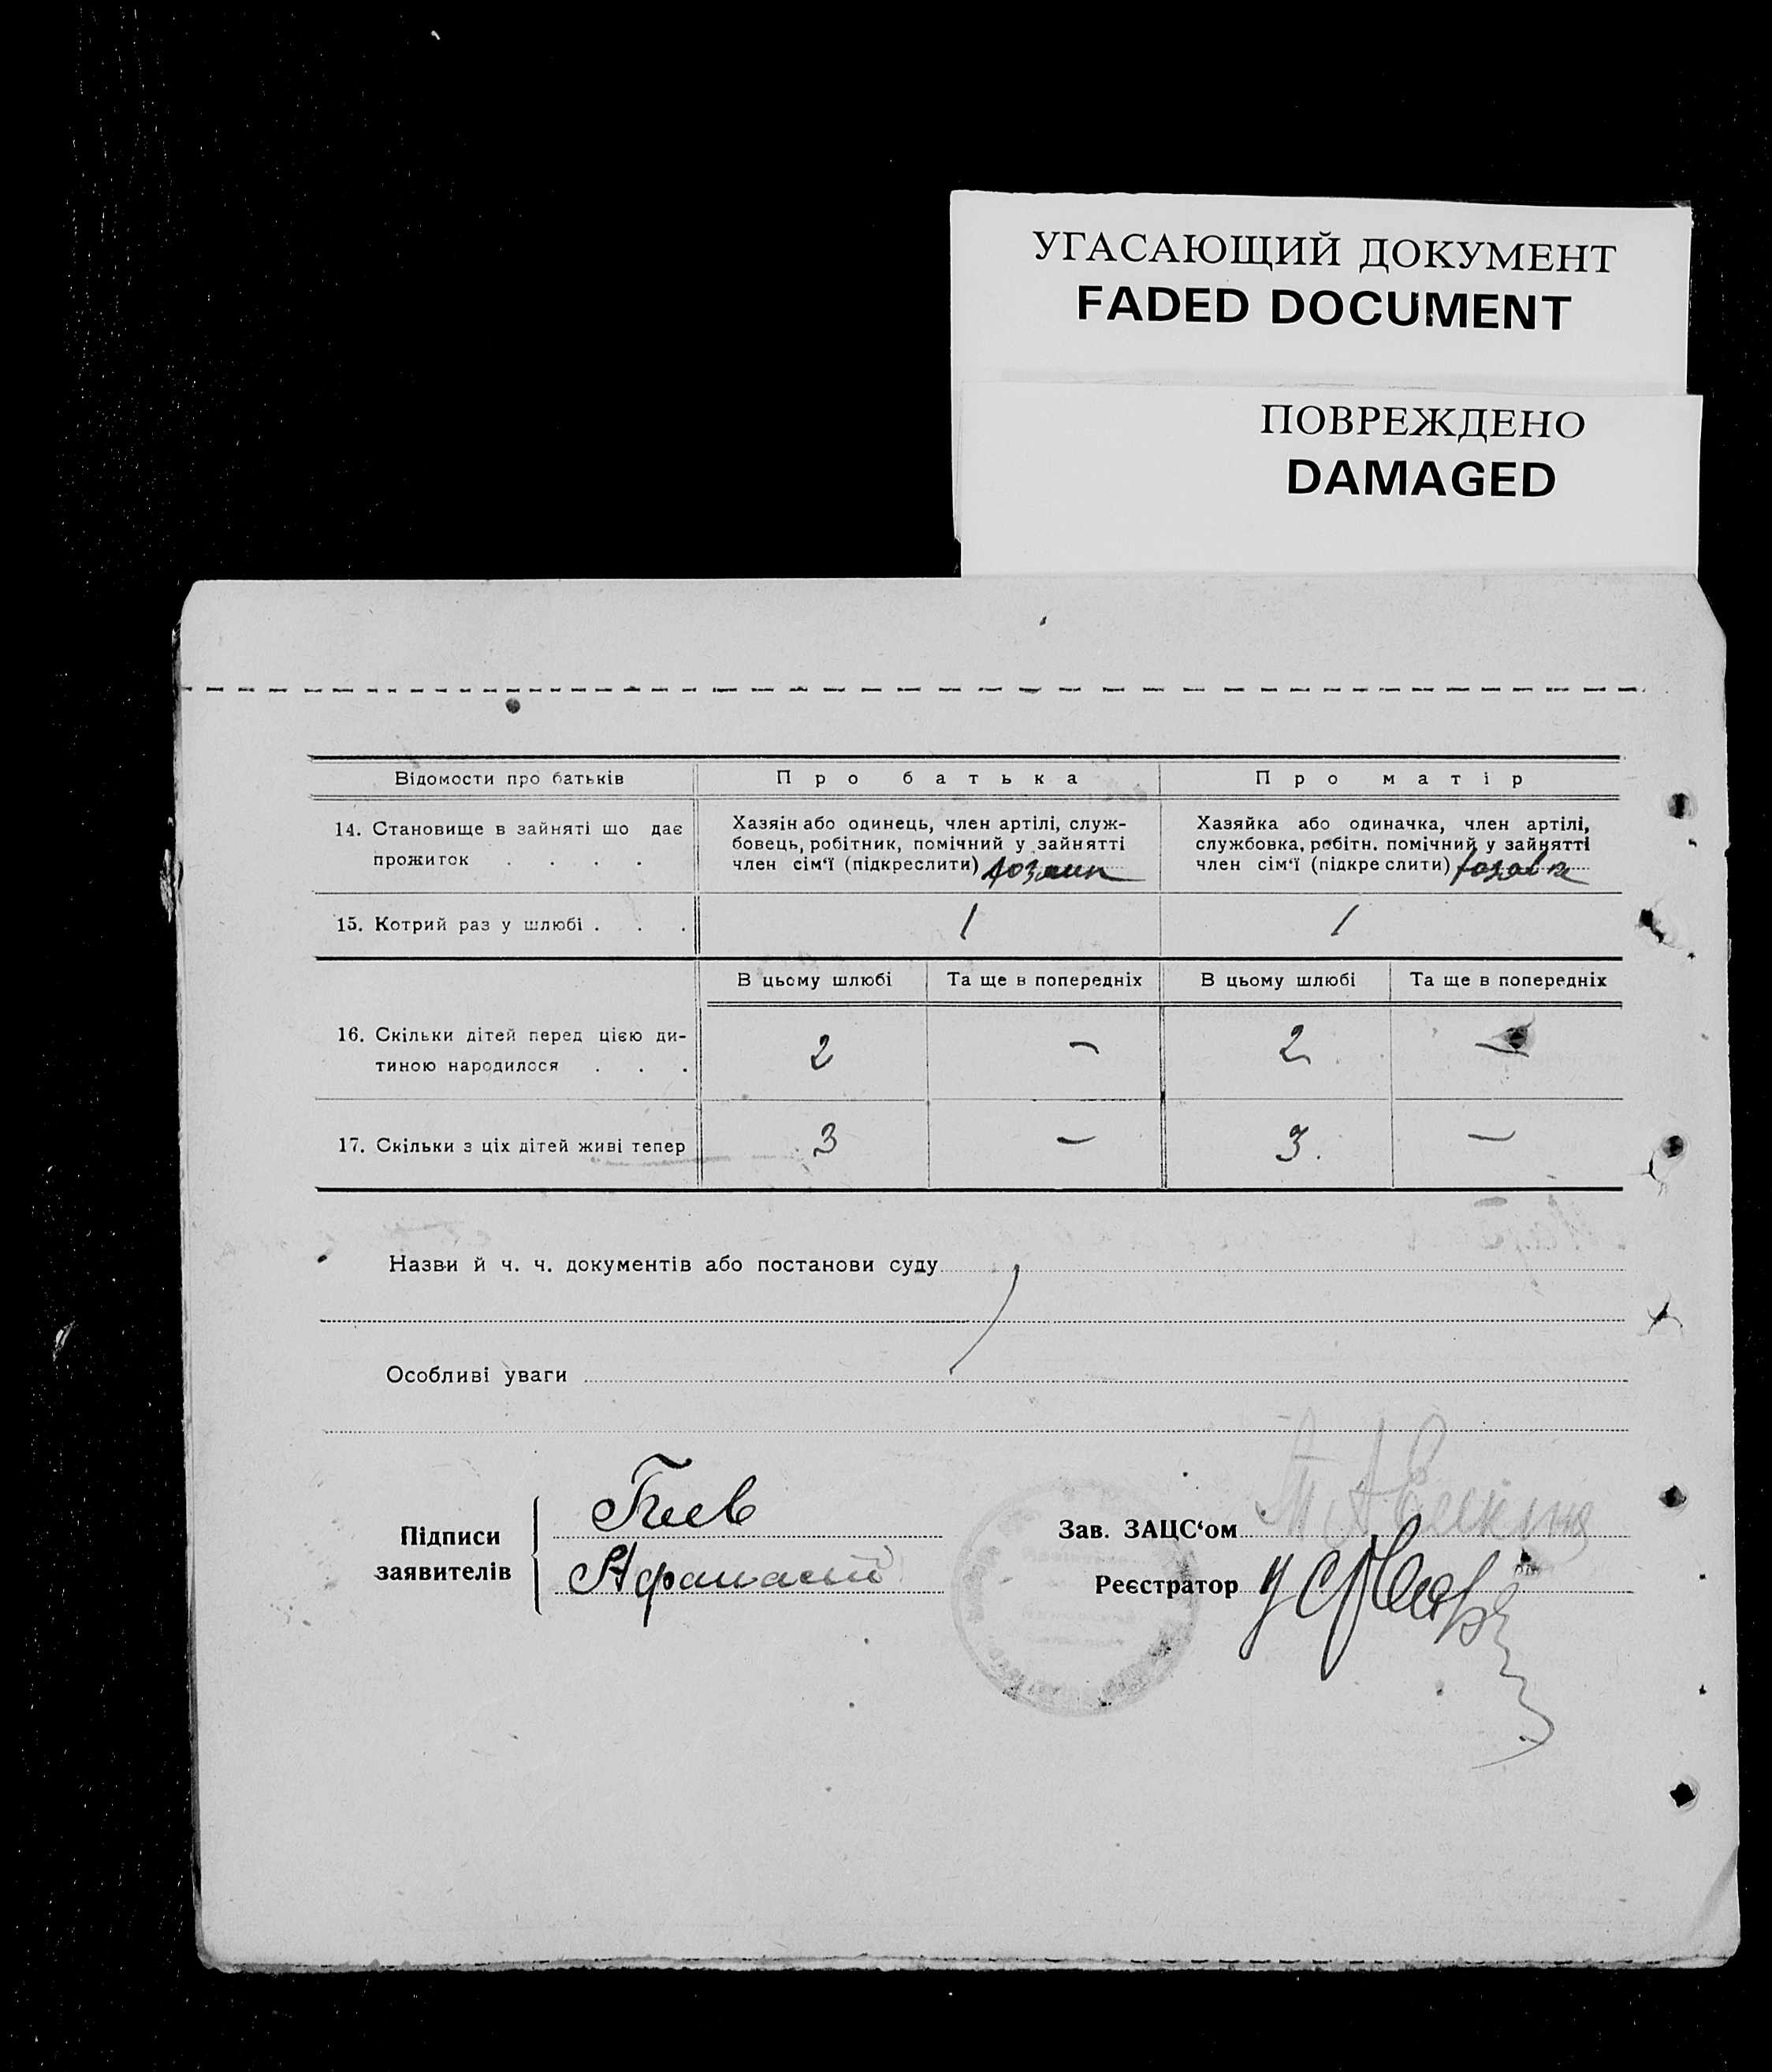 УГАСАЮЩИЙ ДОКУМЕНТ
FADED DOCUMENT
ПОВРЕЖДЕНО
DAMAGED
Відомости про батьків
Про батька
Про матір
14. Становище в зайняті що дає
прожиток . . . .
Хазяїн або одинець, член артілі, служ-
бовець, робітник, помічний у зайнятті
член сім'ї (підкреслити)
Хазяйка або одиначка, член артілі,
службовка, робітн. помічний у зайнятті
член сім'ї (підкреслити)
15. Котрий раз у шлюбі . . .
1
1
В цьому шлюбі
Та ще в попередніх
В цьому шлюбі
Та ще в попередніх
16. Скільки дітей перед цією ди-
тиною народилося . . .
2
—
2
—
17. Скільки з ціх дітей живі тепер
3
—
3.
—
Назви й ч. ч. документів або постанови суду
Особливі уваги
Підписи
заявителів
Афанасий
Зав. ЗАЦС'ом
Реєстратор